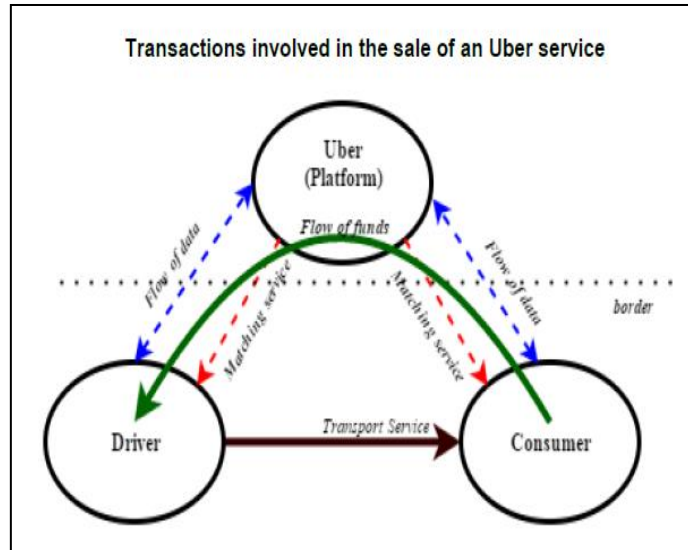 Transactions involved in the sale of an Uber service
Uber
(Platform)
Flow of funds
Flow of data
Matching service
Matching service
Flow of data
border
Driver
Transport Service
Consumer